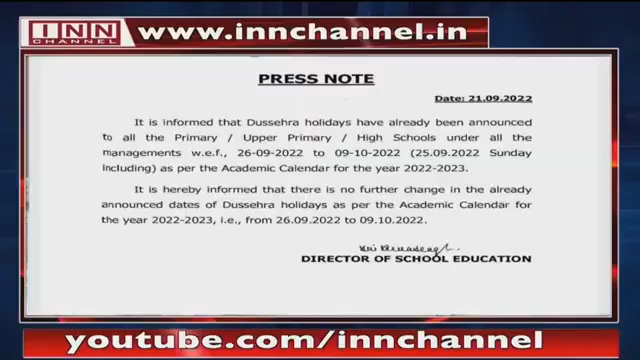 INN
CHANNEL
www.innchannel.in
PRESS NOTE
Date: 21.09.2022
It is informed that Dussehra holidays have already been announced
to all the Primary / Upper Primary / High Schools under all the
managements w.e.f., 26-09-2022 to 09-10-2022 (25.09.2022 Sunday
including) as per the Academic Calendar for the year 2022-2023.
It is hereby informed that there is no further change in the already
announced dates of Dussehra holidays as per the Academic Calendar for
the year 2022-2023, i.e., from 26.09.2022 to 09.10.2022.
DIRECTOR OF SCHOOL EDUCATION
youtube.com/innchannel